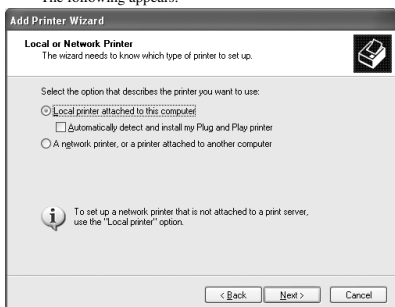 The following appears.
Add Printer Wizard
Local or Network Printer
The wizard needs to know which type of printer to set up.
Select the option that describes the printer you want to use:
Local printer attached to this computer
Automatically detect and install my Plug and Play printer
A network printer, or a printer attached to another computer
To set up a network printer that is not attached to a print server,
use the "Local printer" option.
< Back Next > Cancel